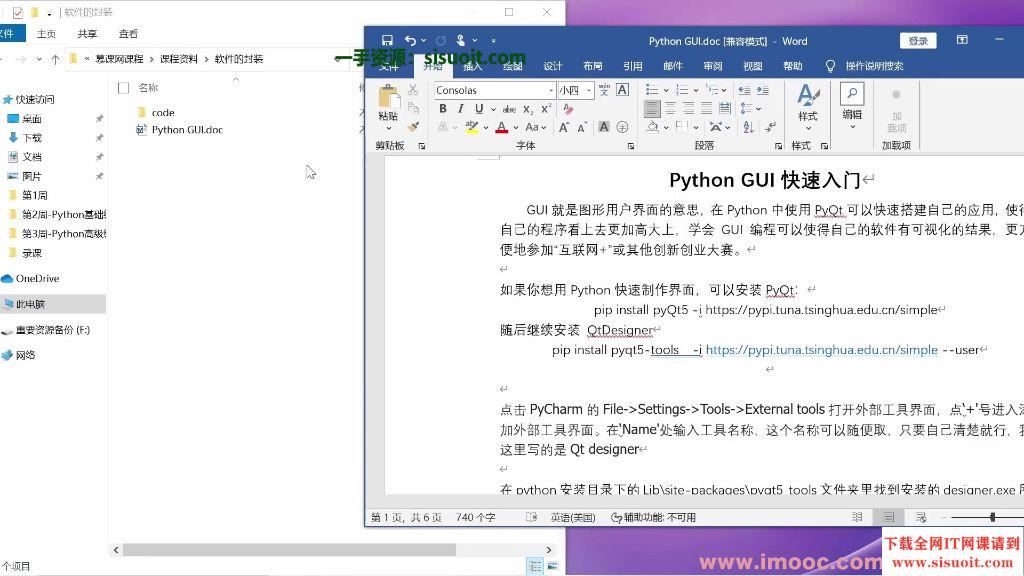 软件的封装
文件
主页
共享
查看
« 慕课网课程 › 课程资料 › 软件的封装
名称
快速访问
桌面
下载
文档
图片
第1周
第2周-Python基础
第3周-Python高级
录课
OneDrive
此电脑
重要资源备份 (F:)
网络
code
Python GUI.doc
个项目
一手资源：sisuoit.com
Python GUI.doc [兼容模式] - Word
登录
文件 开始 插入 绘图 设计 布局 引用 邮件 审阅 视图 帮助 操作说明搜索
Consolas
小四
粘贴
样式
编辑
加
载项
剪贴板
字体
段落
样式
加载项
Python GUI 快速入门
GUI 就是图形用户界面的意思，在 Python 中使用 PyQt 可以快速搭建自己的应用，使得
自己的程序看上去更加高大上，学会 GUI 编程可以使得自己的软件有可视化的结果，更方
便地参加“互联网+”或其他创新创业大赛。
如果你想用 Python 快速制作界面，可以安装 PyQt：
pip install pyQt5 -i https://pypi.tuna.tsinghua.edu.cn/simple
随后继续安装 QtDesigner
pip install pyqt5-tools -i https://pypi.tuna.tsinghua.edu.cn/simple --user
点击 PyCharm 的 File->Settings->Tools->External tools 打开外部工具界面，点'+'号进入添
加外部工具界面。在'Name'处输入工具名称，这个名称可以随便取，只要自己清楚就行，我
这里写的是 Qt designer
在 python 安装目录下的 Lib\site-packages\pyqt5_tools 文件夹里找到安装的 designer.exe 所
第 1 页，共 6 页
740 个字
英语(美国)
辅助功能: 不可用
www.imooc.com
下载全网IT网课请到
www.sisuoit.com